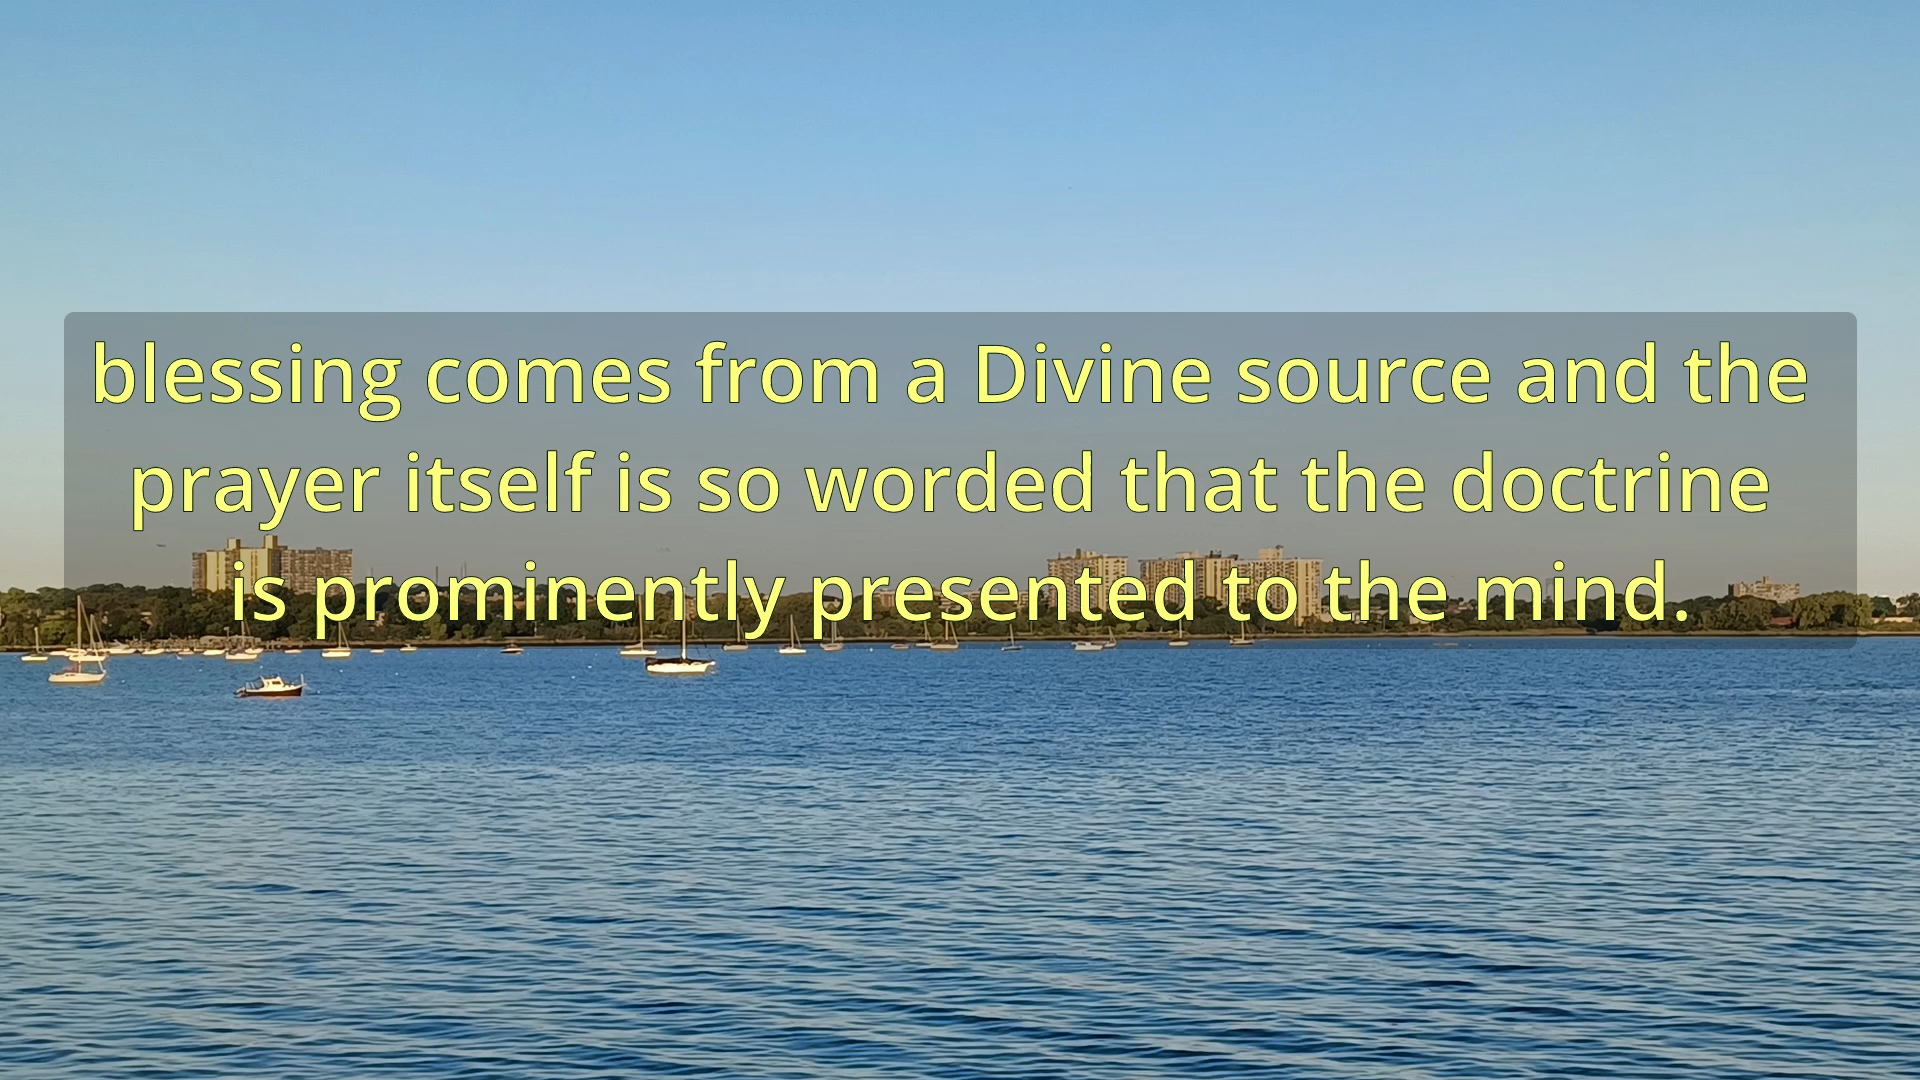 blessing comes from a Divine source and the
prayer itself is so worded that the doctrine
is prominently presented to the mind.